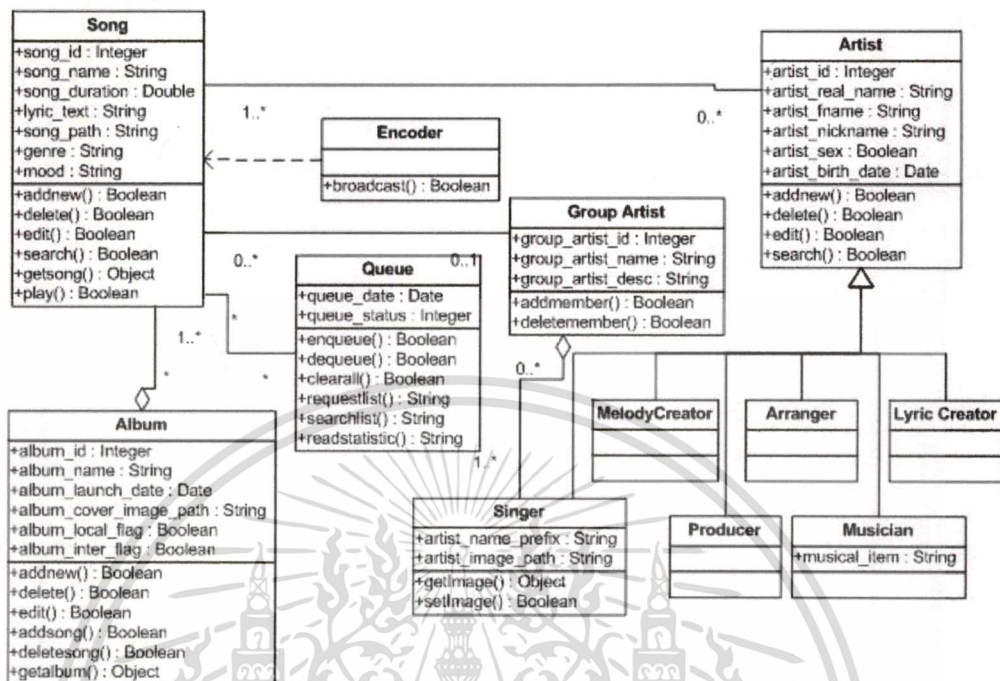 Song
+song_id : Integer
+song_name : String
+song_duration : Double
+lyric_text : String
+song_path : String
+genre : String
+mood : String
+addnew() : Boolean
+delete() : Boolean
+edit() : Boolean
+search() : Boolean
+getsong() : Object
+play() : Boolean
Artist
+artist_id : Integer
+artist_real_name : String
+artist_fname : String
+artist_nickname : String
+artist_sex : Boolean
+artist_birth_date : Date
+addnew() : Boolean
+delete() : Boolean
+edit() : Boolean
+search() : Boolean
1..*
0..*
Encoder
+broadcast() : Boolean
Group Artist
+group_artist_id : Integer
+group_artist_name : String
+group_artist_desc : String
+addmember() : Boolean
+deletemember() : Boolean
0..*
0..1
Queue
+queue_date : Date
+queue_status : Integer
+enqueue() : Boolean
+dequeue() : Boolean
+clearall() : Boolean
+requestlist() : String
+searchlist() : String
+readstatistic() : String
*
*
1..*
*
0..*
1..*
Album
+album_id : Integer
+album_name : String
+album_launch_date : Date
+album_cover_image_path : String
+album_local_flag : Boolean
+album_inter_flag : Boolean
+addnew() : Boolean
+delete() : Boolean
+edit() : Boolean
+addsong() : Boolean
+deletesong() : Boolean
+getalbum() : Object
MelodyCreator
Arranger
Lyric Creator
Singer
+artist_name_prefix : String
+artist_image_path : String
+getImage() : Object
+setImage() : Boolean
Producer
Musician
+musical_item : String